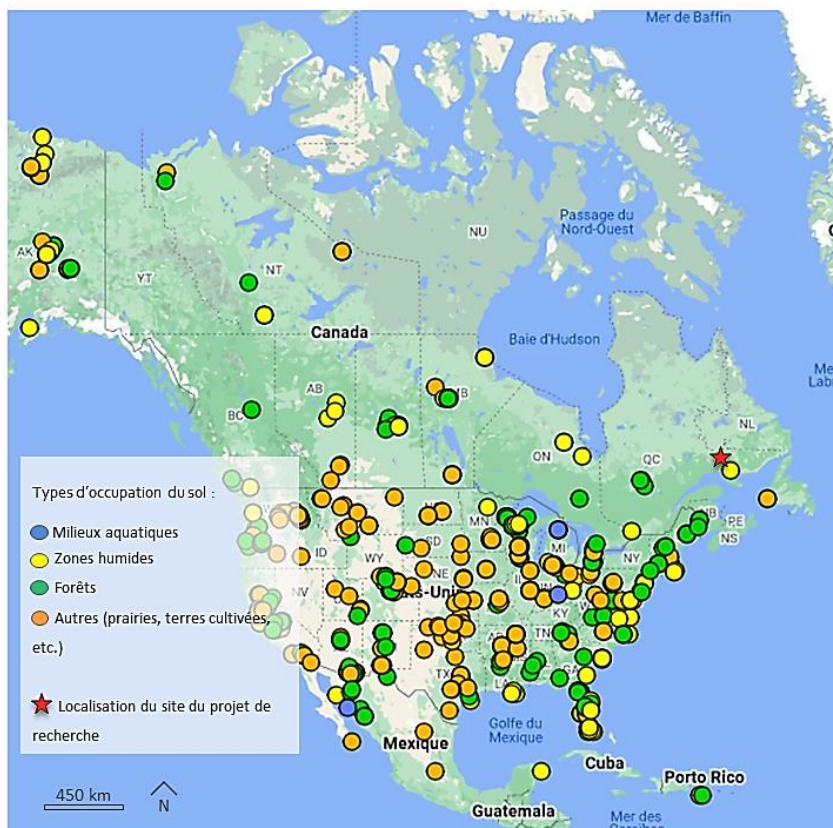 Mer de Baffin
NU
Passage du
Nord-Ouest
AK
YT
NT
Canada
Baie d'Hudson
AB
BC
ON
QC
NL
Types d'occupation du sol :
Milieux aquatiques
Zones humides
Forêts
Autres (prairies, terres cultivées,
etc.)
Localisation du site du projet de
recherche
NB
PE
NS
MN
MI
NY
ID
WY
SD
NE
NV
KY
TN
TX
LA
GA
Golfe du
Mexique
Mexique
Cuba
Porto Rico
Guatemala
Mer des
450 km
N